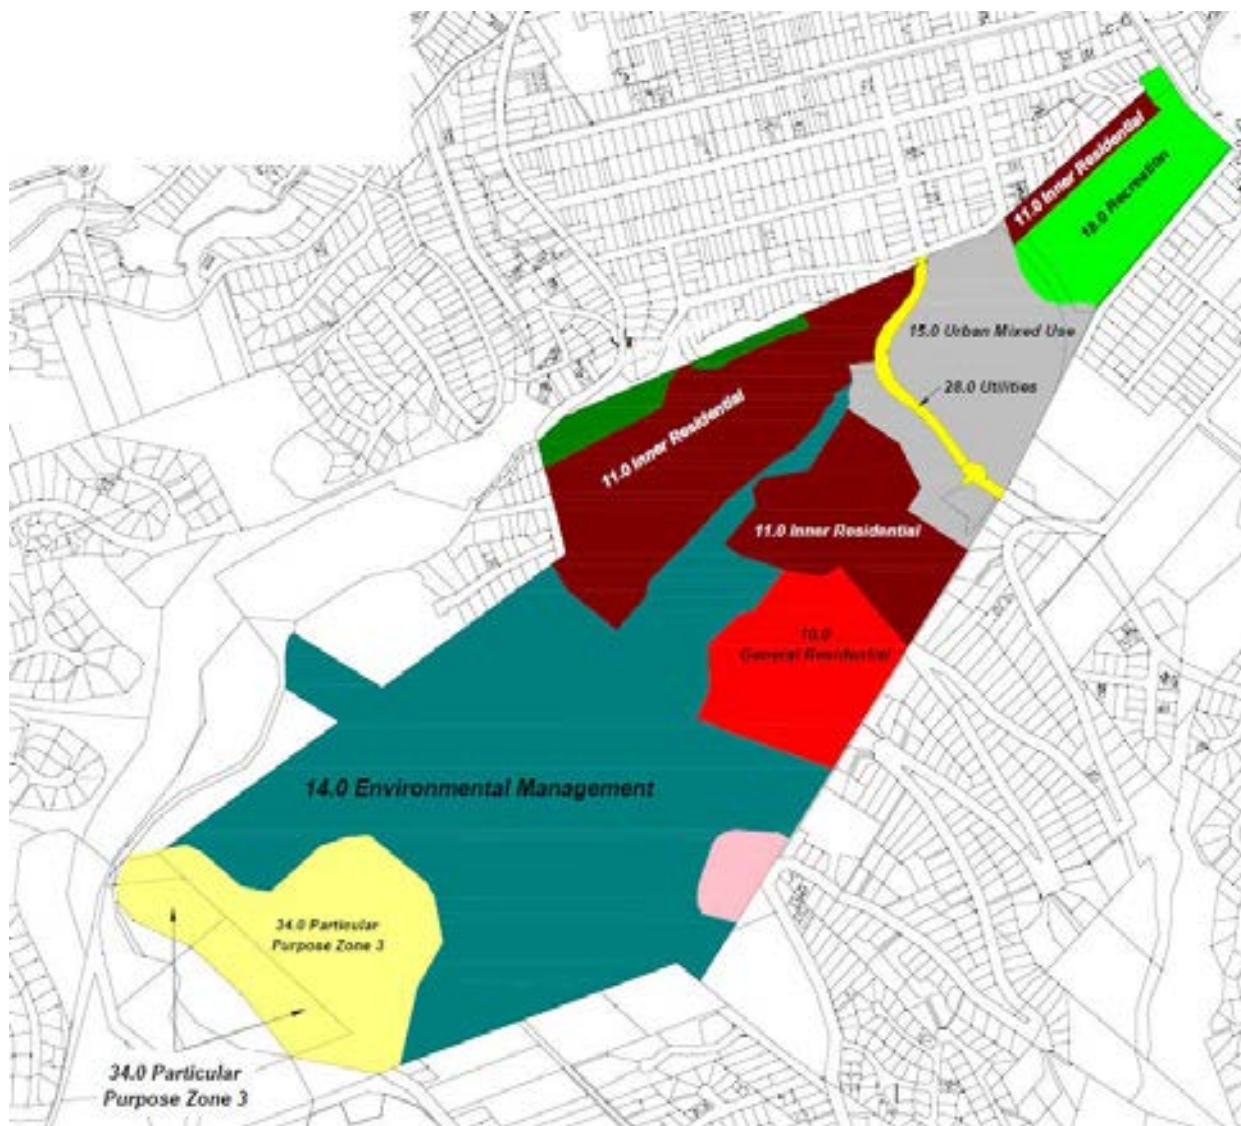 11.0 Inner Residential
18.0 Recreation
15.0 Urban Mixed Use
28.0 Utilities
11.0 Inner Residential
11.0 Inner Residential
10.0
General Residential
14.0 Environmental Management
34.0 Particular
Purpose Zone 3
34.0 Particular
Purpose Zone 3